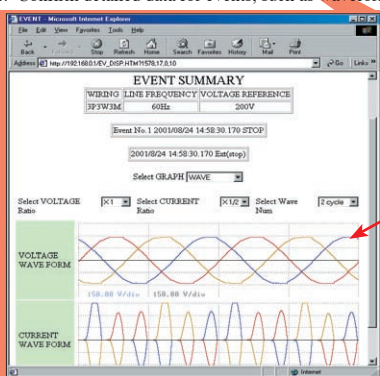 EVENT - Microsoft Internet Explorer
File Edit View Favorites Tools Help
Back Forward Stop Refresh Home Search Favorites History Mail Print
Address http://192.168.0.1/EV_DISP.HTM?1578,17,0,10 Go Links »
EVENT SUMMARY
WIRING LINE FREQUENCY VOLTAGE REFERENCE
3P3W3M 60Hz 200V
Event No.1 2001/08/24 14:58:30.170 STOP
2001/8/24 14:58:30.170 Ext(stop)
Select GRAPH WAVE
Select VOLTAGE Ratio X1 Select CURRENT Ratio X1/2 Select Wave Num 2 cycle
VOLTAGE WAVE FORM
150.00 V/div 150.00 V/div
CURRENT WAVE FORM
Internet